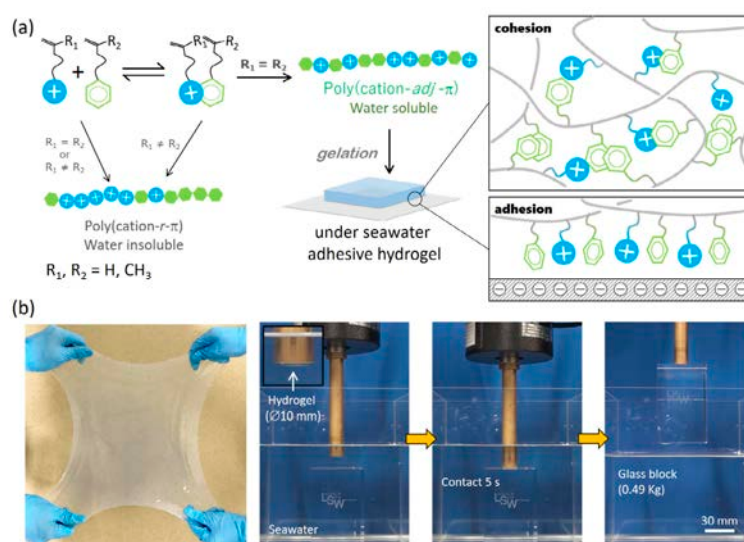 (a)
R₁
R₂
R₁
R₂
+
R₁ = R₂
Poly(cation-adj-π)
Water soluble
R₁ = R₂
or
R₁ ≠ R₂
R₁ ≠ R₂
gelation
Poly(cation-r-π)
Water insoluble
under seawater
adhesive hydrogel
R₁, R₂ = H, CH₃
cohesion
adhesion
(b)
Hydrogel
(∅10 mm)
Seawater
Contact 5 s
Glass block
(0.49 Kg)
30 mm